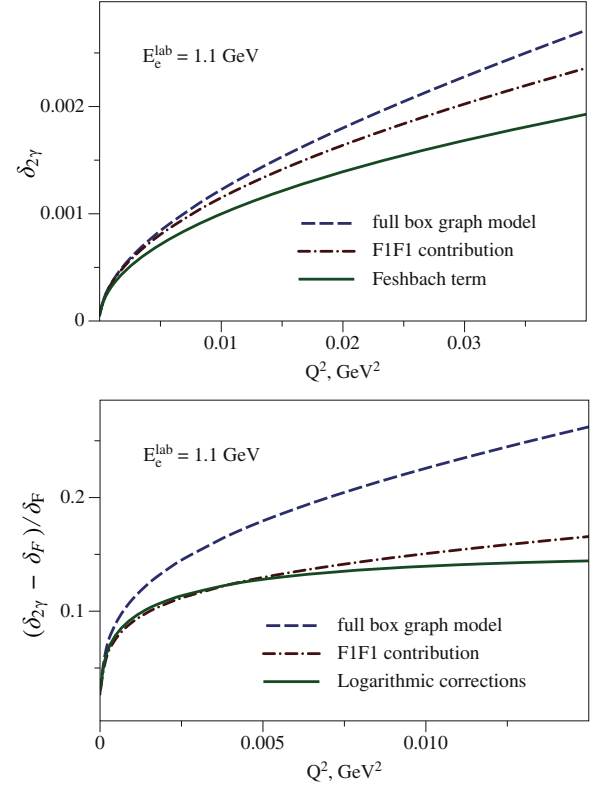 E_e^lab = 1.1 GeV
0.002
δ_2γ
0.001
full box graph model
F1F1 contribution
Feshbach term
0
0.01 0.02 0.03
Q², GeV²
E_e^lab = 1.1 GeV
0.2
(δ_2γ − δ_F)/δ_F
0.1
full box graph model
F1F1 contribution
Logarithmic corrections
0 0.005 0.010
Q², GeV²